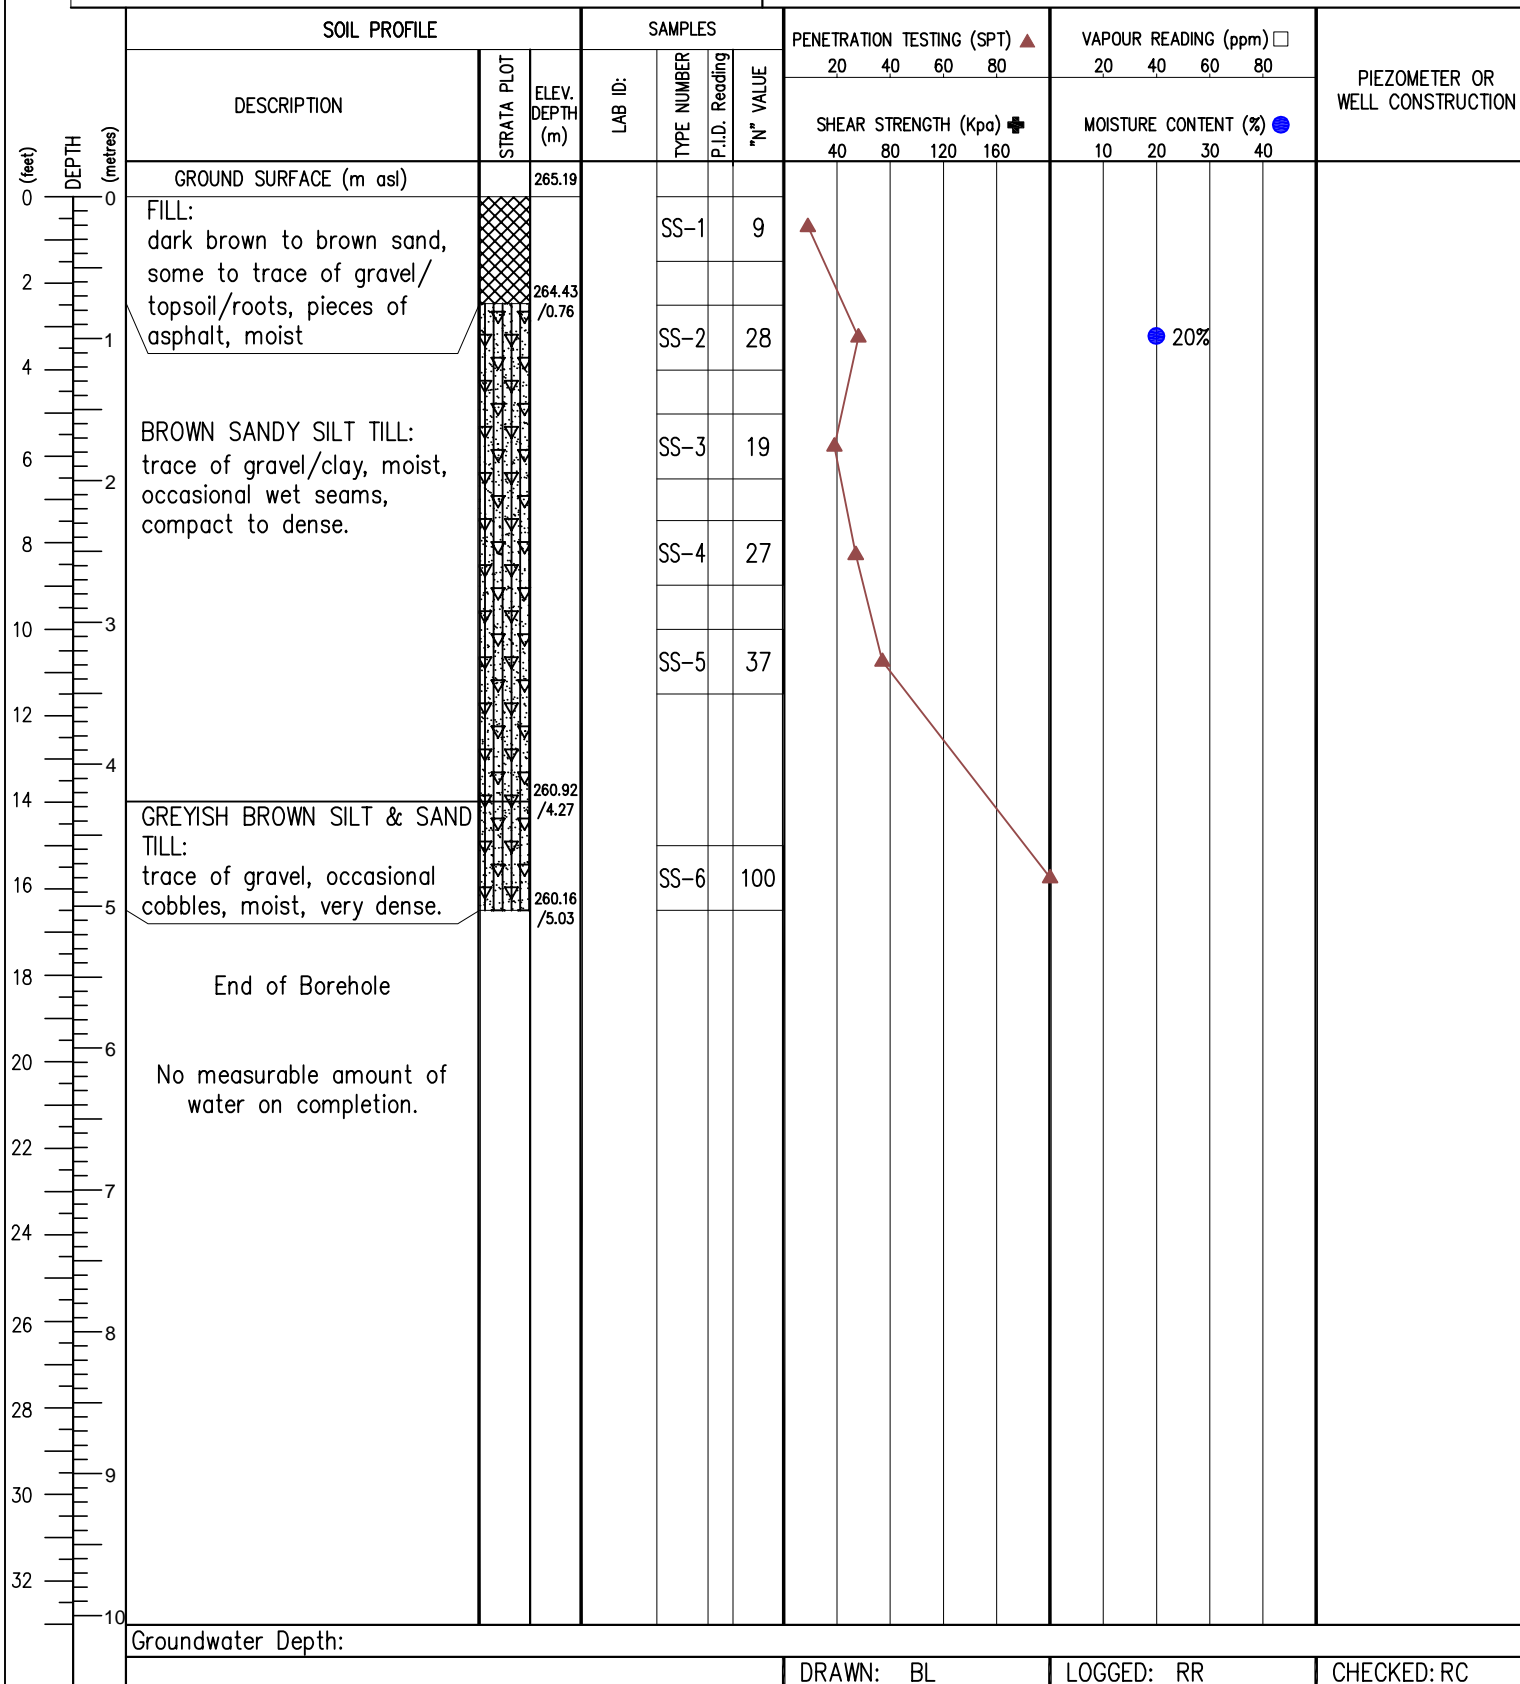 SOIL PROFILE
SAMPLES
PENETRATION TESTING (SPT)
VAPOUR READING (ppm)
20 40 60 80
20 40 60 80
PIEZOMETER OR
WELL CONSTRUCTION
DESCRIPTION
STRATA PLOT
ELEV.
DEPTH
(m)
LAB ID:
TYPE NUMBER
P.I.D. Reading
"N" VALUE
SHEAR STRENGTH (Kpa)
MOISTURE CONTENT (%)
40 80 120 160
10 20 30 40
(feet)
DEPTH
(metres)
GROUND SURFACE (m asl)
265.19
0
0
FILL:
dark brown to brown sand,
some to trace of gravel/
topsoil/roots, pieces of
asphalt, moist
SS-1 9
2
264.43
/0.76
1
SS-2 28
20%
4
BROWN SANDY SILT TILL:
trace of gravel/clay, moist,
occasional wet seams,
compact to dense.
SS-3 19
6
2
8
SS-4 27
10
3
SS-5 37
12
4
14
260.92
/4.27
GREYISH BROWN SILT & SAND
TILL:
trace of gravel, occasional
cobbles, moist, very dense.
SS-6 100
16
5
260.16
/5.03
18
End of Borehole
6
20
No measurable amount of
water on completion.
22
7
24
26
8
28
9
30
32
10
Groundwater Depth:
DRAWN: BL
LOGGED: RR
CHECKED: RC